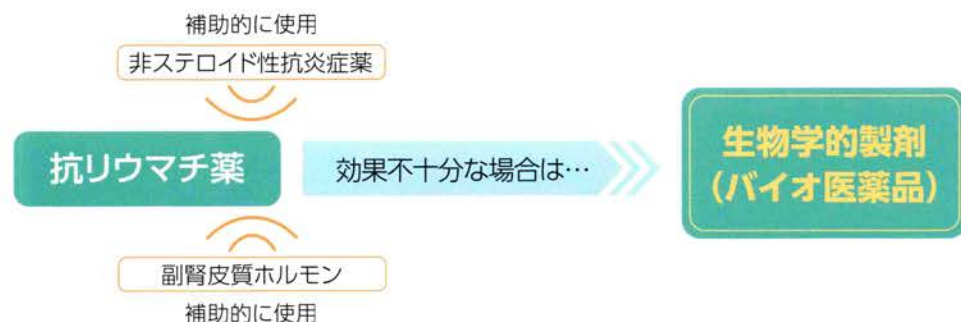 補助的に使用
非ステロイド性抗炎症薬
抗リウマチ薬
効果不十分な場合は…
生物学的製剤
(バイオ医薬品)
副腎皮質ホルモン
補助的に使用